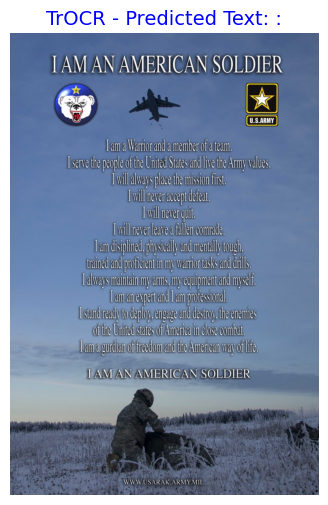 TrOCR - Predicted Text: :
I AM AN AMERICAN SOLDIER
U.S.ARMY
I am a Warrior and a member of a team.
I serve the people of the United States and live the Army values.
I will always place the mission first.
I will never accept defeat.
I will never quit.
I will never leave a fallen comrade.
I am disiplined, physically and mentally tough,
trained and proficient in my warrior tasks and drills.
I always maintain my arms, my equipment and myself.
I am an expert and I am professional.
I stand ready to deploy, engage and destroy, the enemies
of the United states of America in close combat.
I am a gurdian of freedom and the American way of life.
I AM AN AMERICAN SOLDIER
WWW.USARAK.ARMY.MIL